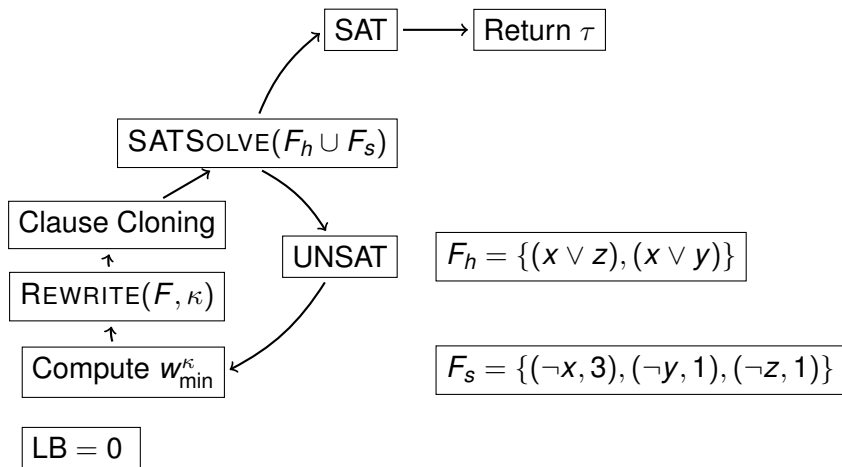 SAT
Return τ
SATSOLVE(F_h ∪ F_s)
Clause Cloning
UNSAT
F_h = {(x ∨ z), (x ∨ y)}
REWRITE(F, κ)
Compute w^κ_min
F_s = {(¬x, 3), (¬y, 1), (¬z, 1)}
LB = 0